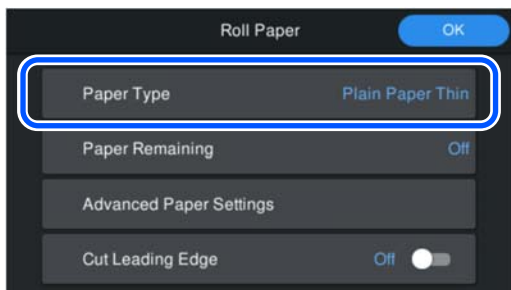 Roll Paper OK
Paper Type Plain Paper Thin
Paper Remaining Off
Advanced Paper Settings
Cut Leading Edge Off